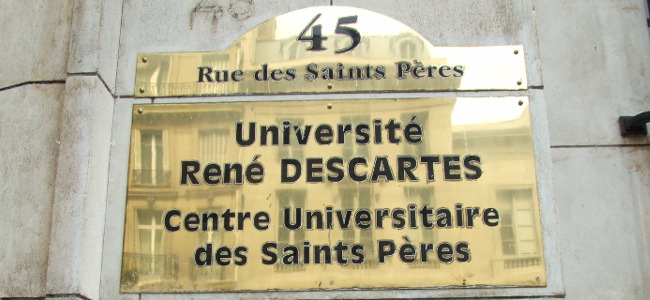 45
Rue des Saints Pères
Université
René DESCARTES
Centre Universitaire
des Saints Pères